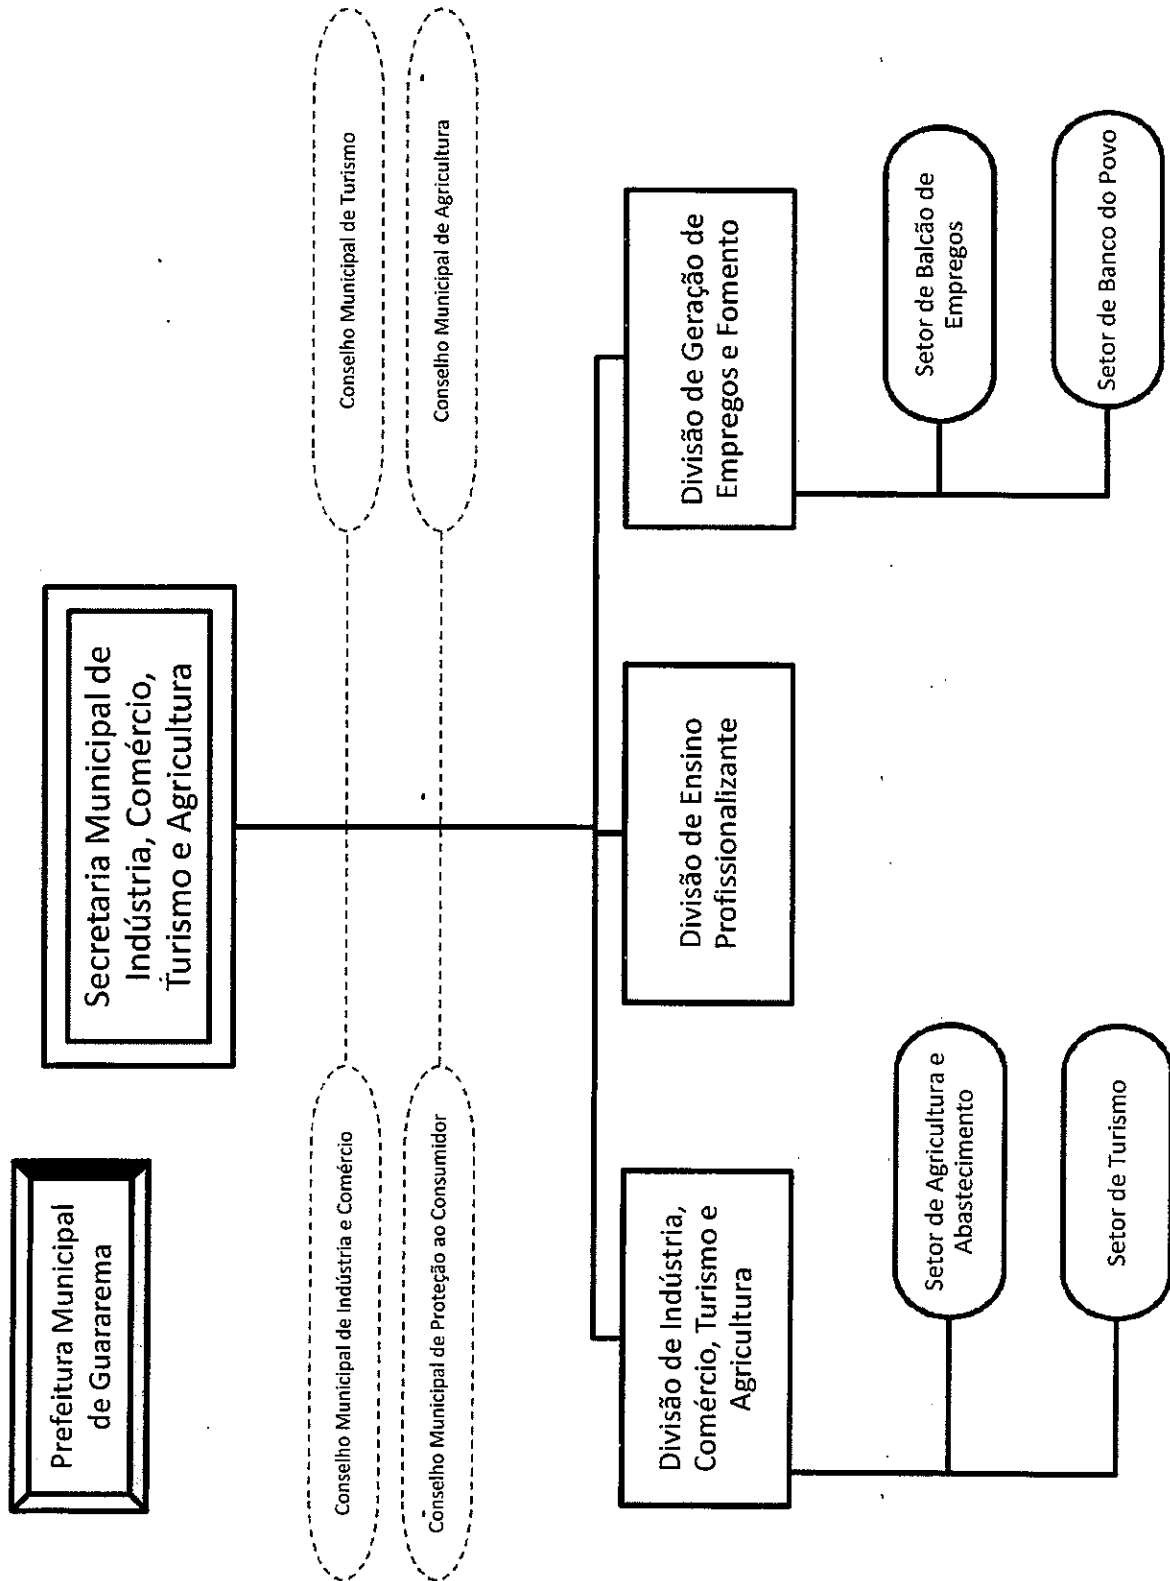 Prefeitura Municipal
de Guararema
Secretaria Municipal de
Indústria, Comércio,
Turismo e Agricultura
Conselho Municipal de Indústria e Comércio
Conselho Municipal de Turismo
Conselho Municipal de Proteção ao Consumidor
Conselho Municipal de Agricultura
Divisão de Indústria,
Comércio, Turismo e
Agricultura
Divisão de Ensino
Profissionalizante
Divisão de Geração de
Empregos e Fomento
Setor de Agricultura e
Abastecimento
Setor de Turismo
Setor de Balcão de
Empregos
Setor de Banco do Povo